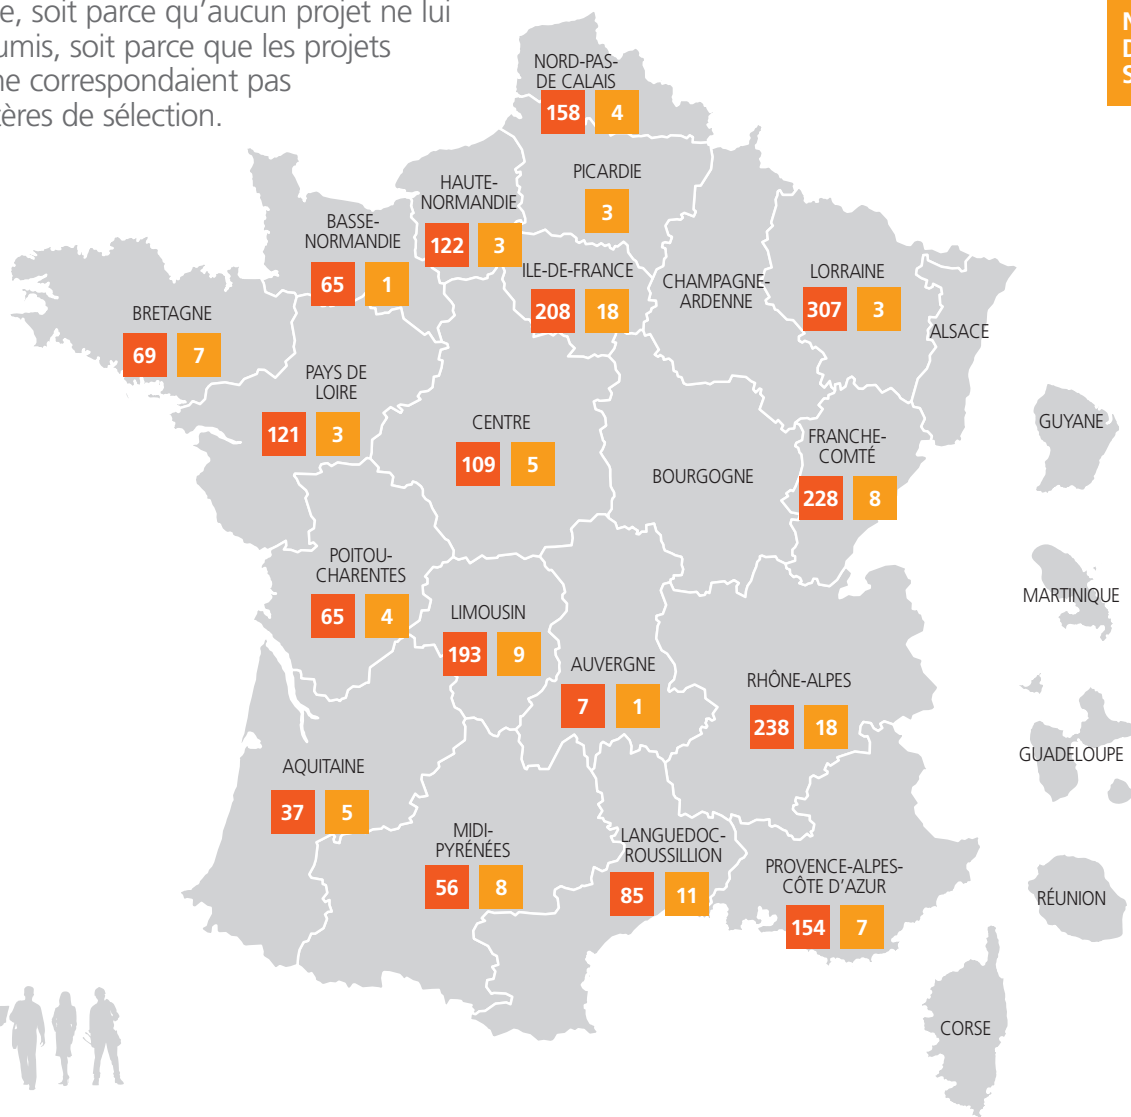 e, soit parce qu'aucun projet ne lui
umis, soit parce que les projets
ne correspondaient pas
tères de sélection.
N
D
S
NORD-PAS-
DE CALAIS
158 4
PICARDIE
3
HAUTE-
NORMANDIE
122 3
BASSE-
NORMANDIE
65 1
ILE-DE-FRANCE
208 18
CHAMPAGNE-
ARDENNE
LORRAINE
307 3
ALSACE
BRETAGNE
69 7
PAYS DE
LOIRE
121 3
CENTRE
109 5
BOURGOGNE
FRANCHE-
COMTÉ
228 8
GUYANE
POITOU-
CHARENTES
65 4
LIMOUSIN
193 9
AUVERGNE
7 1
RHÔNE-ALPES
238 18
MARTINIQUE
GUADELOUPE
AQUITAINE
37 5
MIDI-
PYRÉNÉES
56 8
LANGUEDOC-
ROUSSILLION
85 11
PROVENCE-ALPES-
CÔTE D'AZUR
154 7
RÉUNION
CORSE